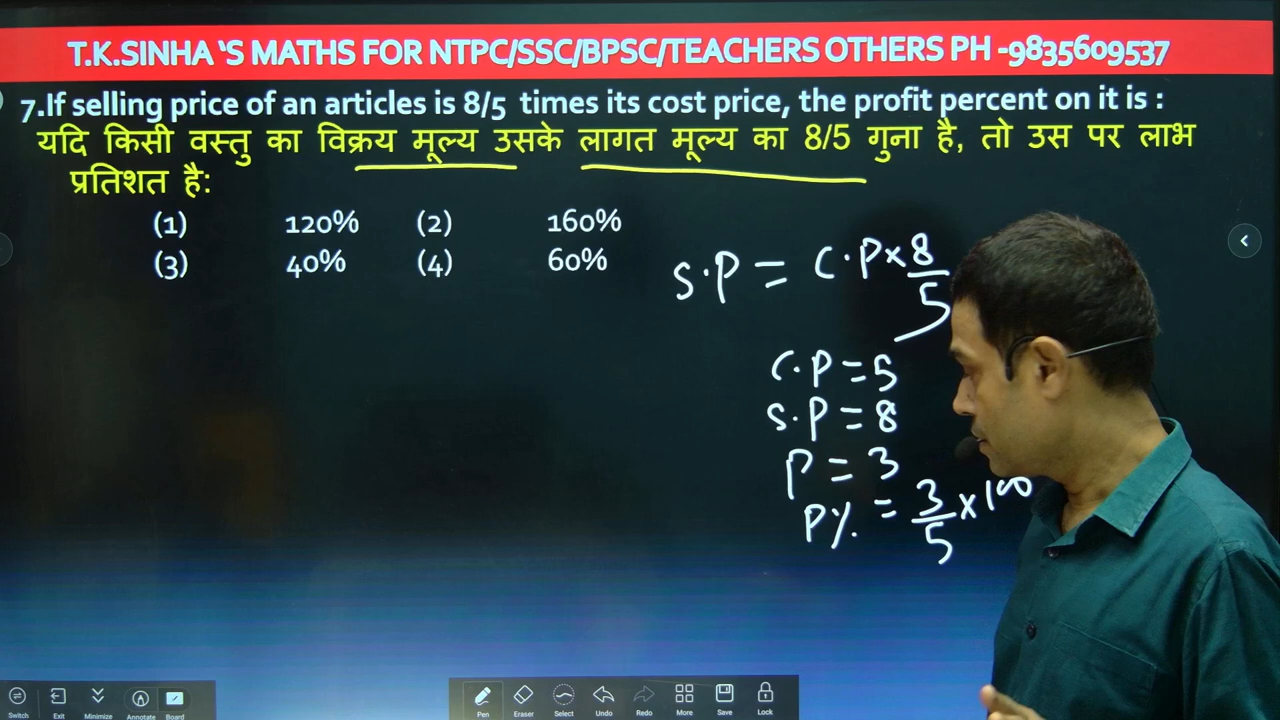 T.K.SINHA 'S MATHS FOR NTPC/SSC/BPSC/TEACHERS OTHERS PH -9835609537
7.If selling price of an articles is 8/5 times its cost price, the profit percent on it is :
यदि किसी वस्तु का विक्रय मूल्य उसके लागत मूल्य का 8/5 गुना है, तो उस पर लाभ
प्रतिशत है:
(1) 120% (2) 160%
(3) 40% (4) 60%
S.P = C.P × 8/5
C.P = 5
S.P = 8
P = 3
P% = 3/5 × 100
Switch Exit Minimize Annotate Board Pen Eraser Select Undo Redo More Save Lock